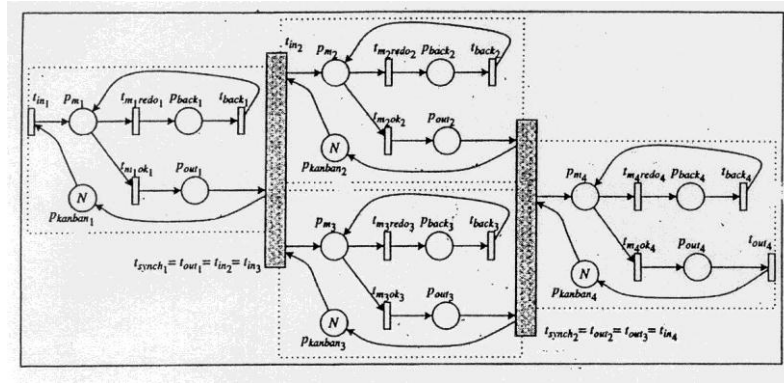 t_in1
p_m1
t_m1redo1
p_back1
t_back1
t_m1ok1
p_out1
N
p_kanban1
t_in2
p_m2
t_m2redo2
p_back2
t_back2
t_m2ok2
p_out2
N
p_kanban2
p_m3
t_m3redo3
p_back3
t_back3
t_m3ok3
p_out3
N
p_kanban3
p_m4
t_m4redo4
p_back4
t_back4
t_m4ok4
p_out4
t_out4
N
p_kanban4
t_synch1 = t_out1 = t_in2 = t_in3
t_synch2 = t_out2 = t_out3 = t_in4